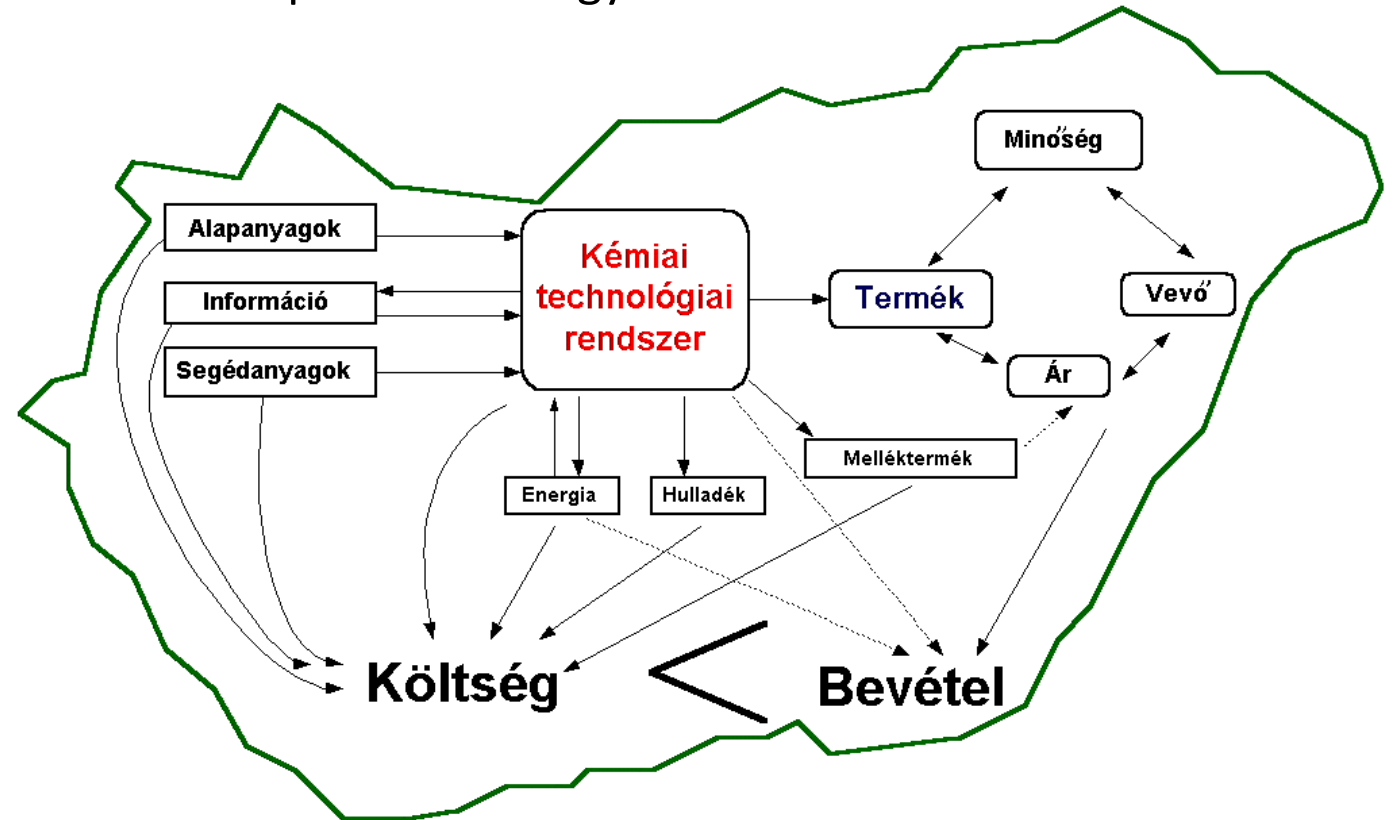 Minőség
Alapanyagok
Kémiai
technológiai
rendszer
Információ
Termék
Vevő
Segédanyagok
Ár
Melléktermék
Energia
Hulladék
Költség
<
Bevétel